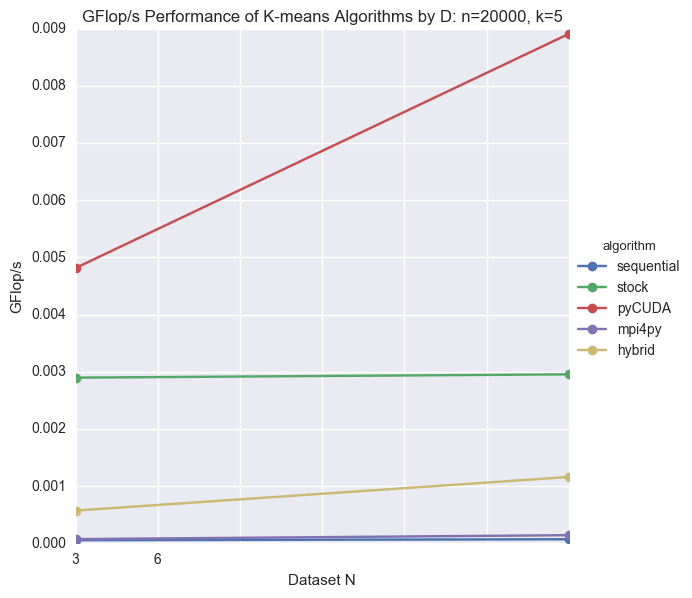 GFlop/s Performance of K-means Algorithms by D: n=20000, k=5
0.009
0.008
0.007
0.006
0.005
0.004
0.003
0.002
0.001
0.000
GFlop/s
3 6
Dataset N
algorithm
sequential
stock
pyCUDA
mpi4py
hybrid